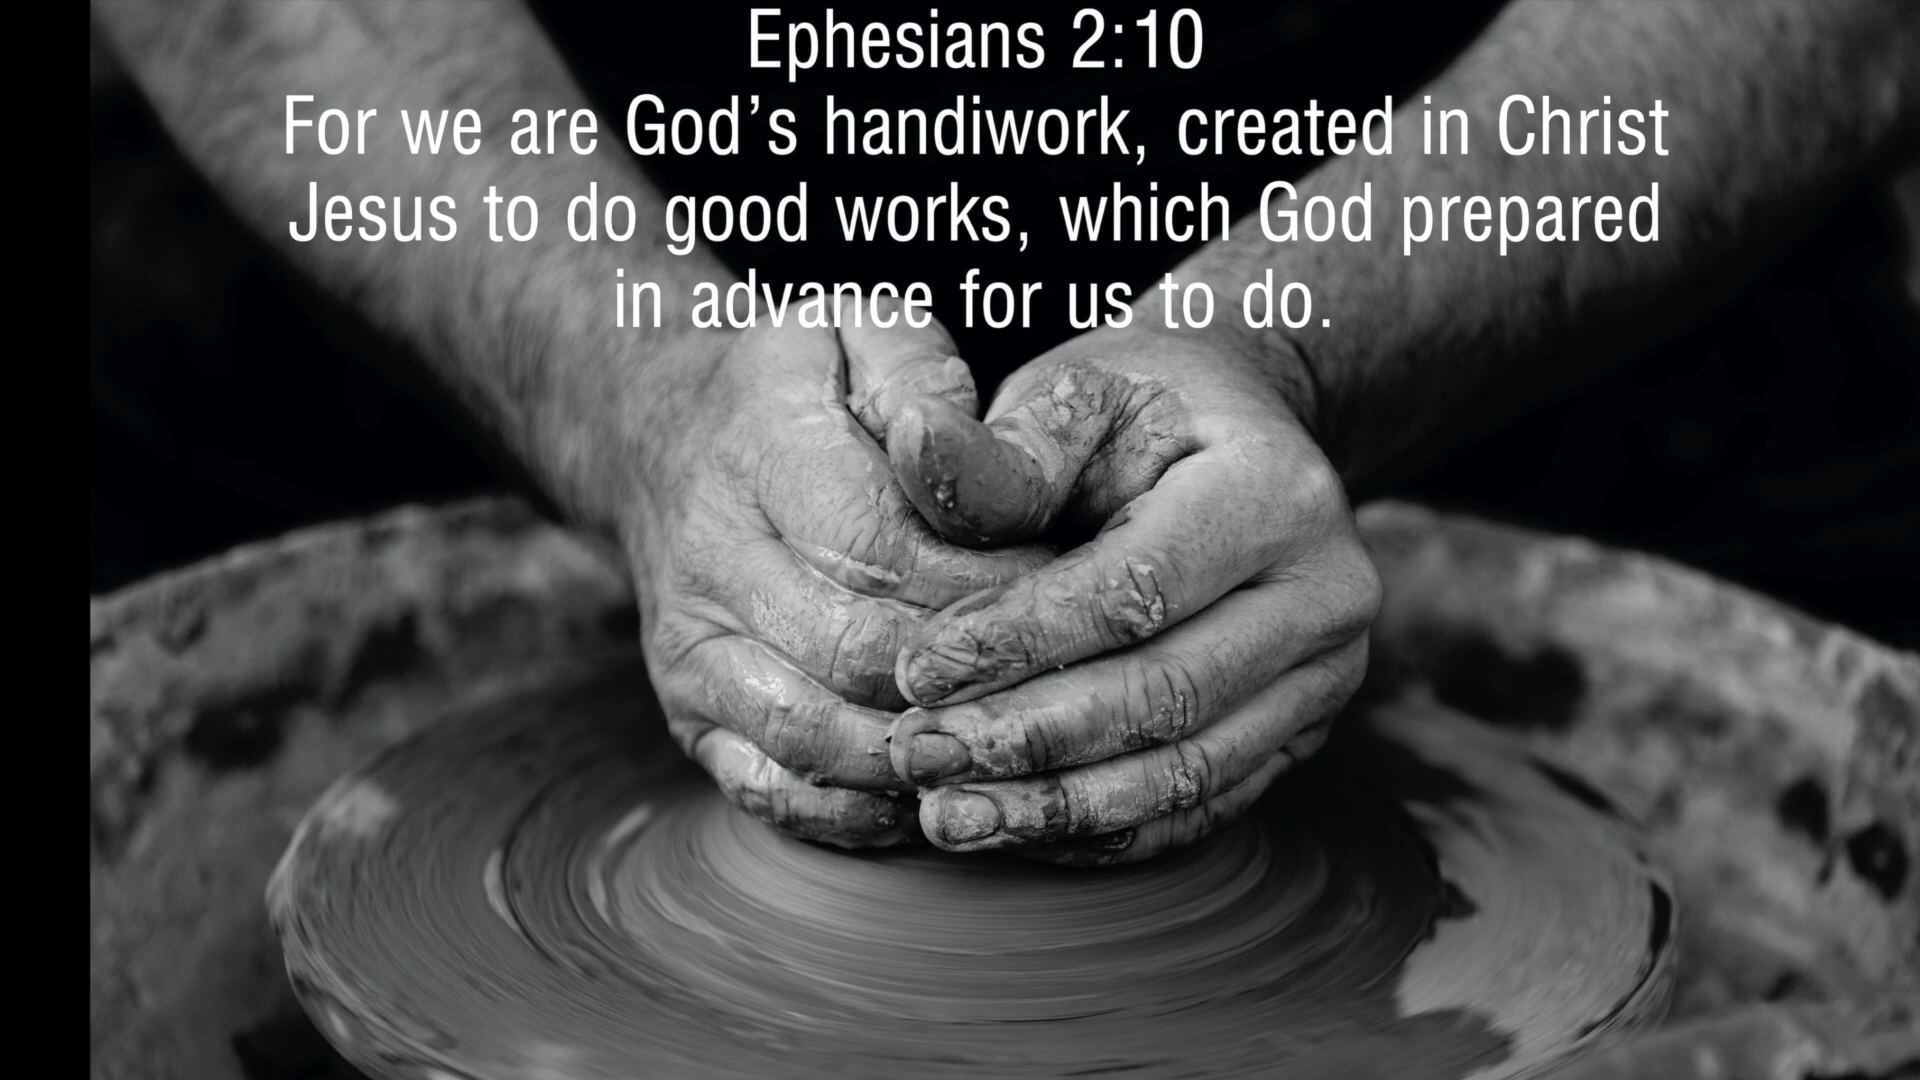 Ephesians 2:10
For we are God’s handiwork, created in Christ
Jesus to do good works, which God prepared
in advance for us to do.